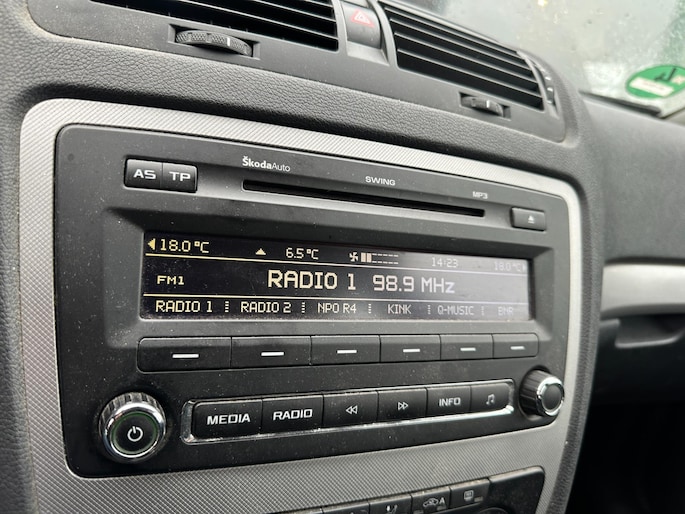 ŠkodaAuto
SWING
MP3
AS TP
18.0°C 6.5°C 14:23 18.0°C
FM1 RADIO 1 98.9 MHz
RADIO 1 RADIO 2 NPO R4 KINK Q-MUSIC BNR
MEDIA RADIO INFO
A